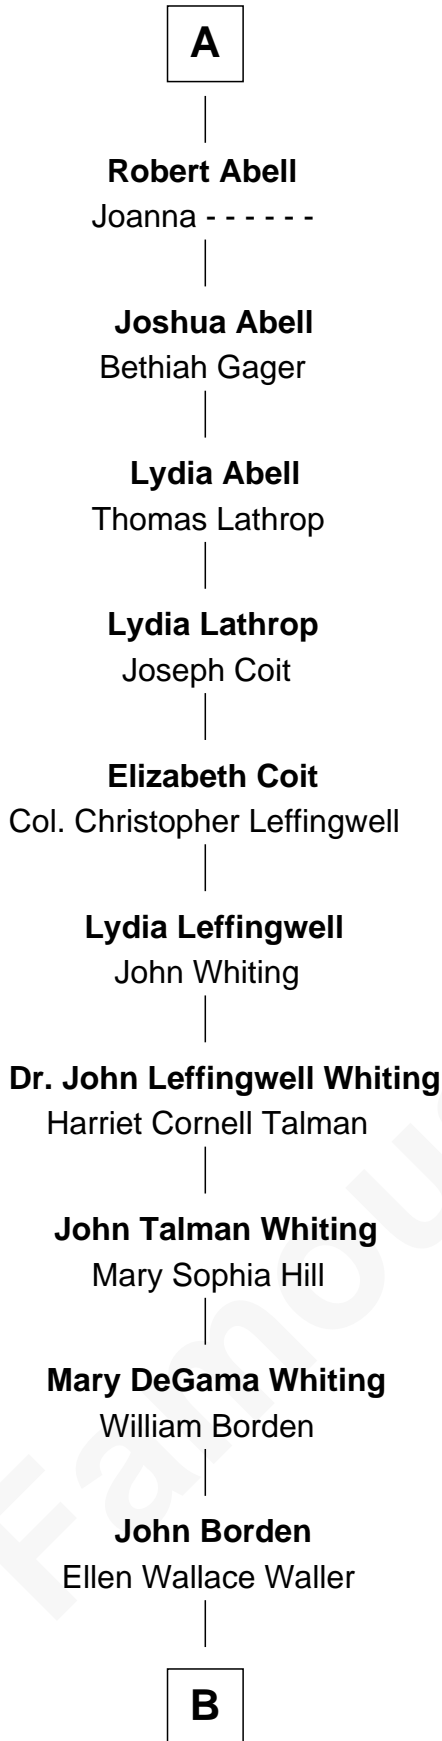 A
Robert Abell
Joanna - - - - - -
Joshua Abell
Bethiah Gager
Lydia Abell
Thomas Lathrop
Lydia Lathrop
Joseph Coit
Elizabeth Coit
Col. Christopher Leffingwell
Lydia Leffingwell
John Whiting
Dr. John Leffingwell Whiting
Harriet Cornell Talman
John Talman Whiting
Mary Sophia Hill
Mary DeGama Whiting
William Borden
John Borden
Ellen Wallace Waller
B
Famou